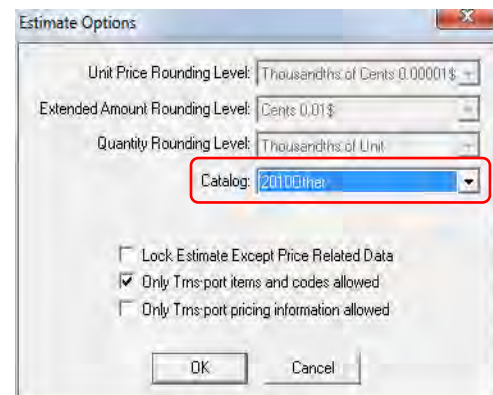 Estimate Options
Unit Price Rounding Level: Thousandths of Cents 0.00001$
Extended Amount Rounding Level: Cents 0.01$
Quantity Rounding Level: Thousandths of Unit
Catalog: 2010Other
Lock Estimate Except Price Related Data
Only Trns-port items and codes allowed
Only Trns-port pricing information allowed
OK Cancel